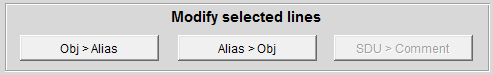 Modify selected lines
Obj > Alias
Alias > Obj
SDU > Comment